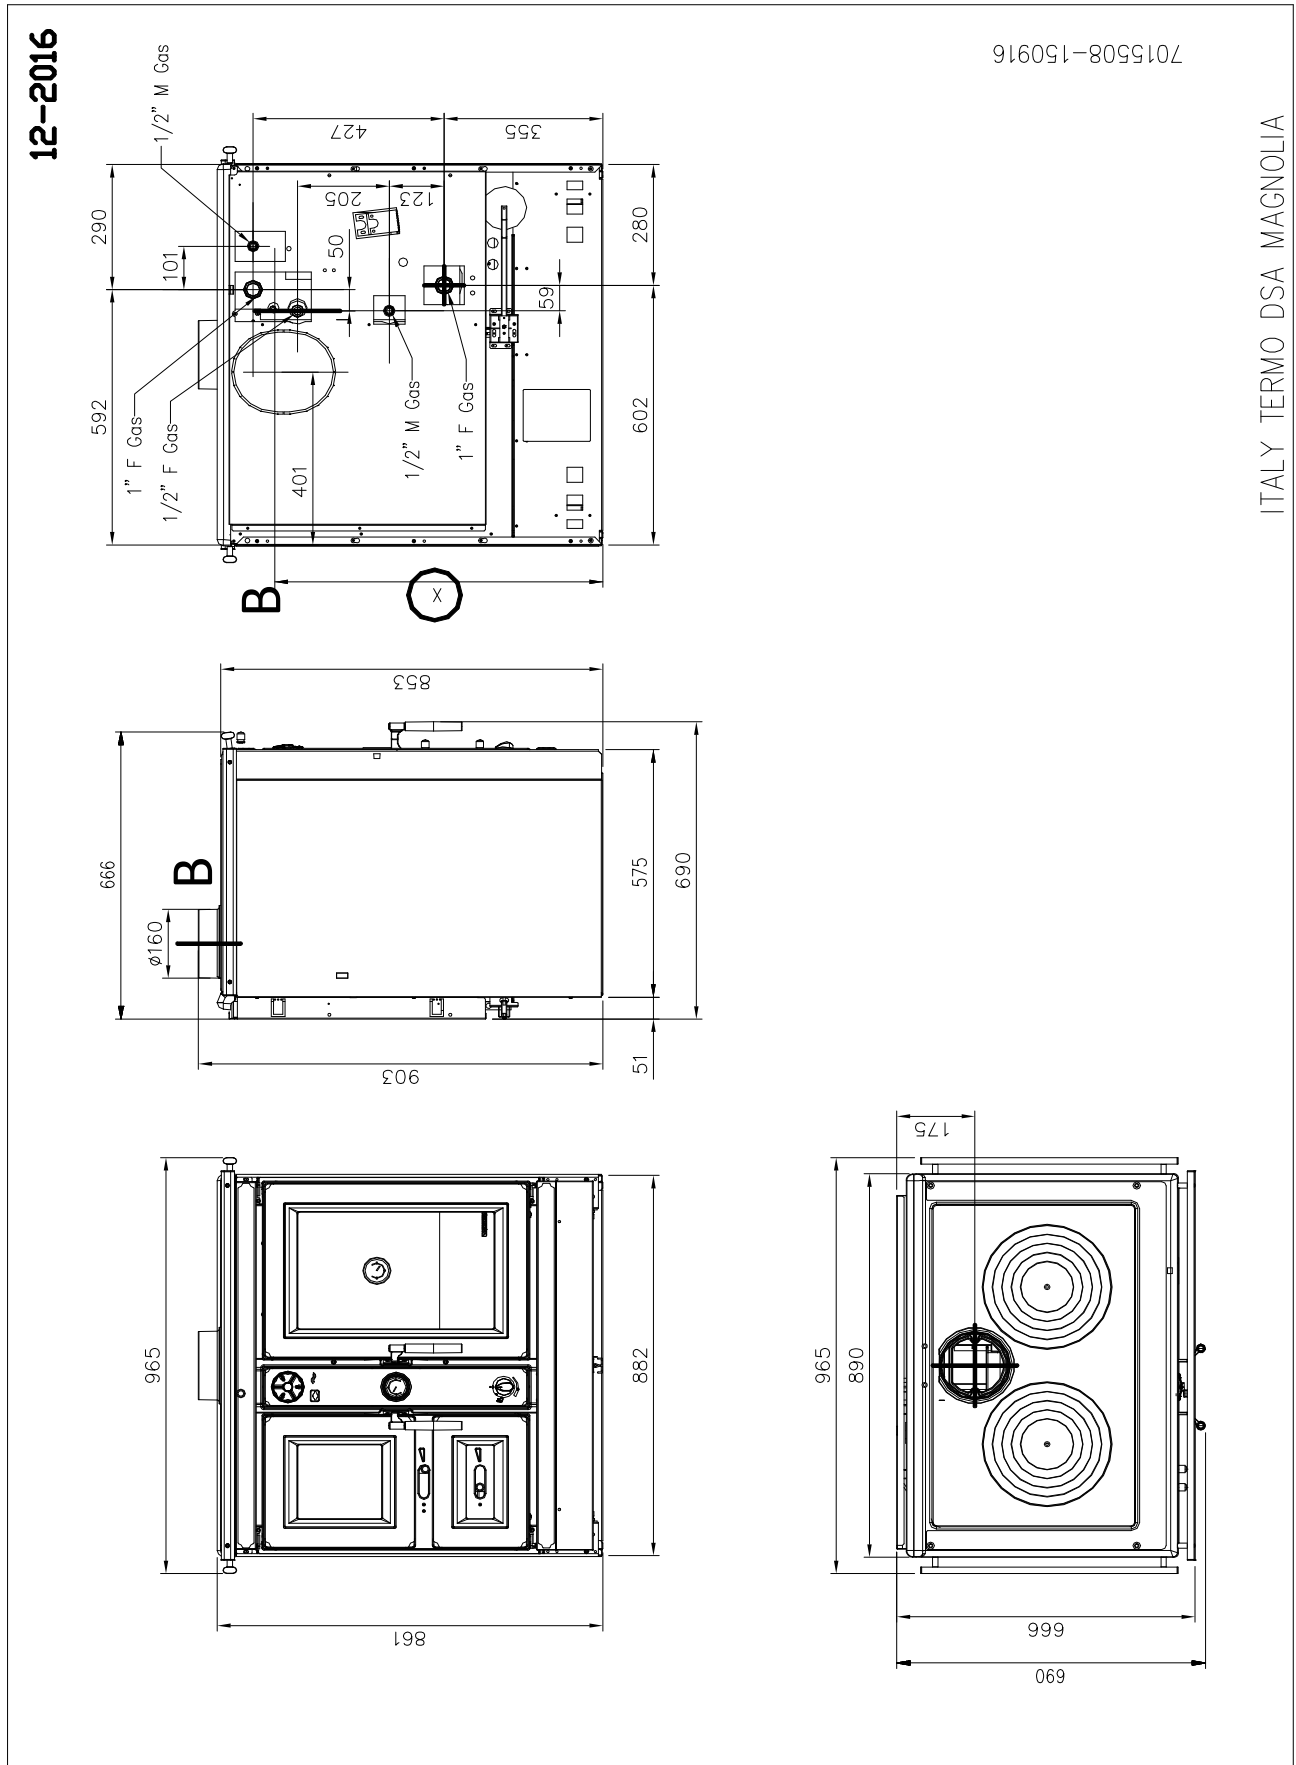 12-2016
7015508-150916
ITALY TERMO DSA MAGNOLIA
1/2" M Gas
427
355
290
205
123
280
101
50
59
592
1" F Gas
1/2" F Gas
401
1/2" M Gas
1" F Gas
602
B
X
853
666
B
ø160
575
690
903
51
965
882
861
175
965
890
666
690